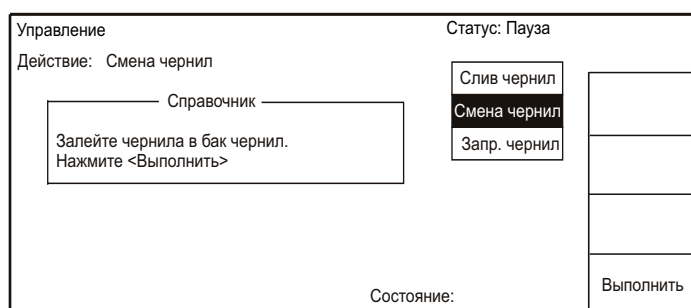 Управление
Статус: Пауза
Действие: Смена чернил
Слив чернил
Смена чернил
Запр. чернил
Справочник
Залейте чернила в бак чернил.
Нажмите <Выполнить>
Состояние:
Выполнить